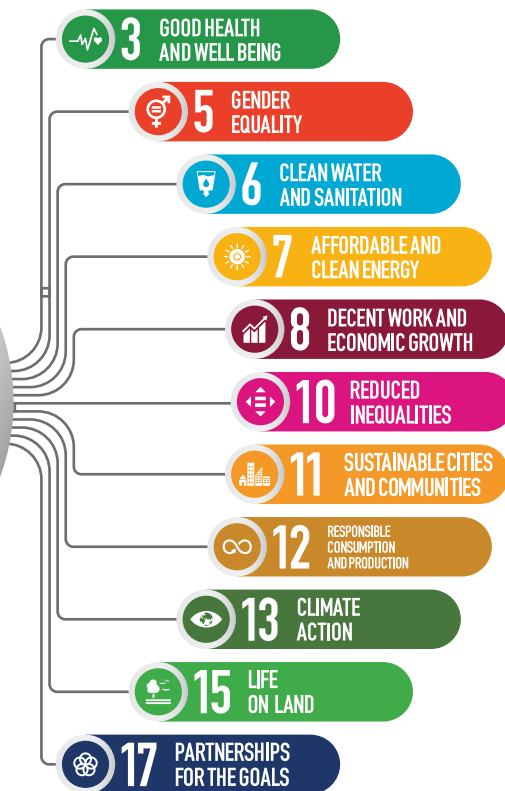 3 GOOD HEALTH
AND WELL BEING
5 GENDER
EQUALITY
6 CLEAN WATER
AND SANITATION
7 AFFORDABLE AND
CLEAN ENERGY
8 DECENT WORK AND
ECONOMIC GROWTH
10 REDUCED
INEQUALITIES
11 SUSTAINABLE CITIES
AND COMMUNITIES
12 RESPONSIBLE
CONSUMPTION
AND PRODUCTION
13 CLIMATE
ACTION
15 LIFE
ON LAND
17 PARTNERSHIPS
FOR THE GOALS